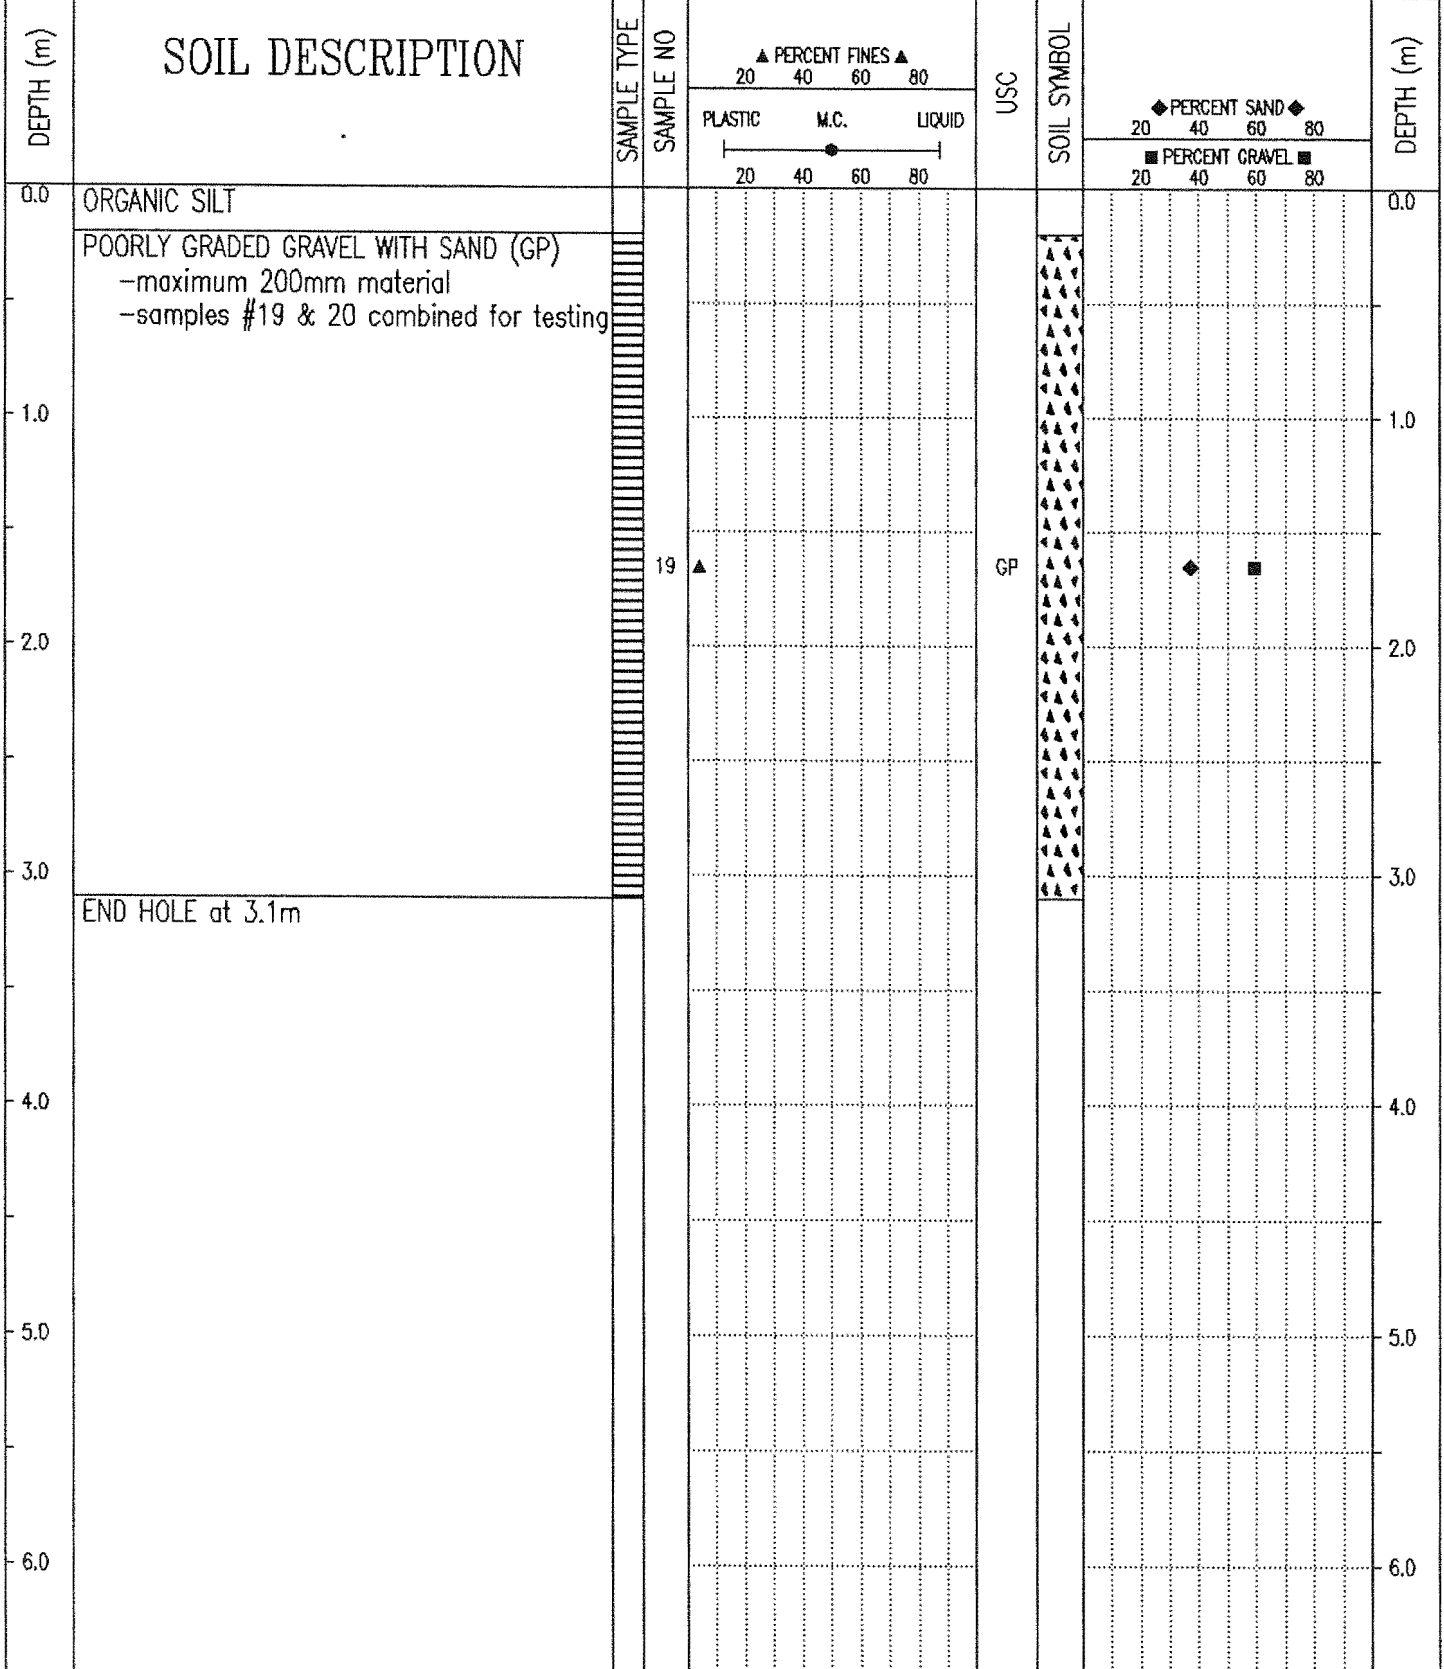 DEPTH (m)
SOIL DESCRIPTION
SAMPLE TYPE
SAMPLE NO
▲ PERCENT FINES ▲
20 40 60 80
PLASTIC M.C. LIQUID
20 40 60 80
USC
SOIL SYMBOL
◆ PERCENT SAND ◆
20 40 60 80
■ PERCENT GRAVEL ■
20 40 60 80
DEPTH (m)
0.0 ORGANIC SILT 0.0
POORLY GRADED GRAVEL WITH SAND (GP)
-maximum 200mm material
-samples #19 & 20 combined for testing
1.0 1.0
19 GP
2.0 2.0
3.0 3.0
END HOLE at 3.1m
4.0 4.0
5.0 5.0
6.0 6.0